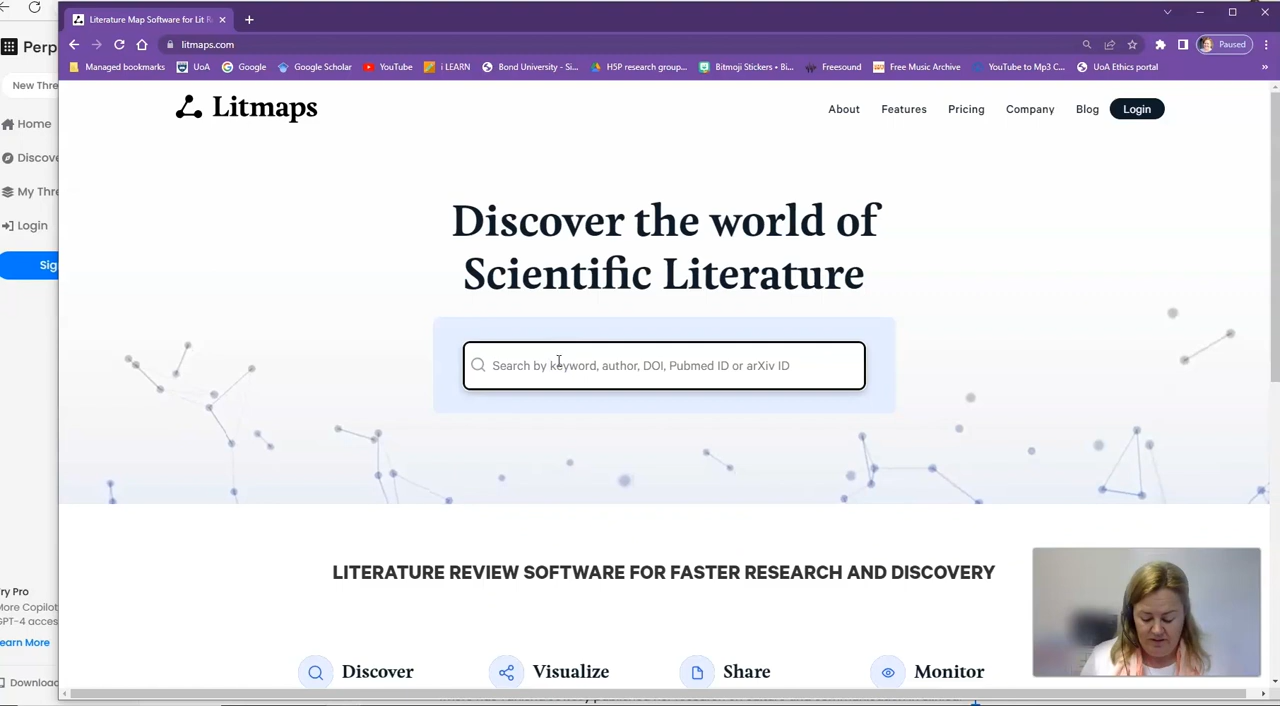 Literature Map Software for Lit R
litmaps.com
Paused
Managed bookmarks
UoA
Google
Google Scholar
YouTube
i LEARN
Bond University - Si...
H5P research group...
Bitmoji Stickers • Bi...
Freesound
Free Music Archive
YouTube to Mp3 C...
UoA Ethics portal
»
Perp
New Thre
Home
Discove
My Thre
Login
Sig
ry Pro
More Copilot
GPT-4 acces
earn More
Download
Litmaps
About
Features
Pricing
Company
Blog
Login
Discover the world of
Scientific Literature
Search by keyword, author, DOI, Pubmed ID or arXiv ID
LITERATURE REVIEW SOFTWARE FOR FASTER RESEARCH AND DISCOVERY
Discover
Visualize
Share
Monitor